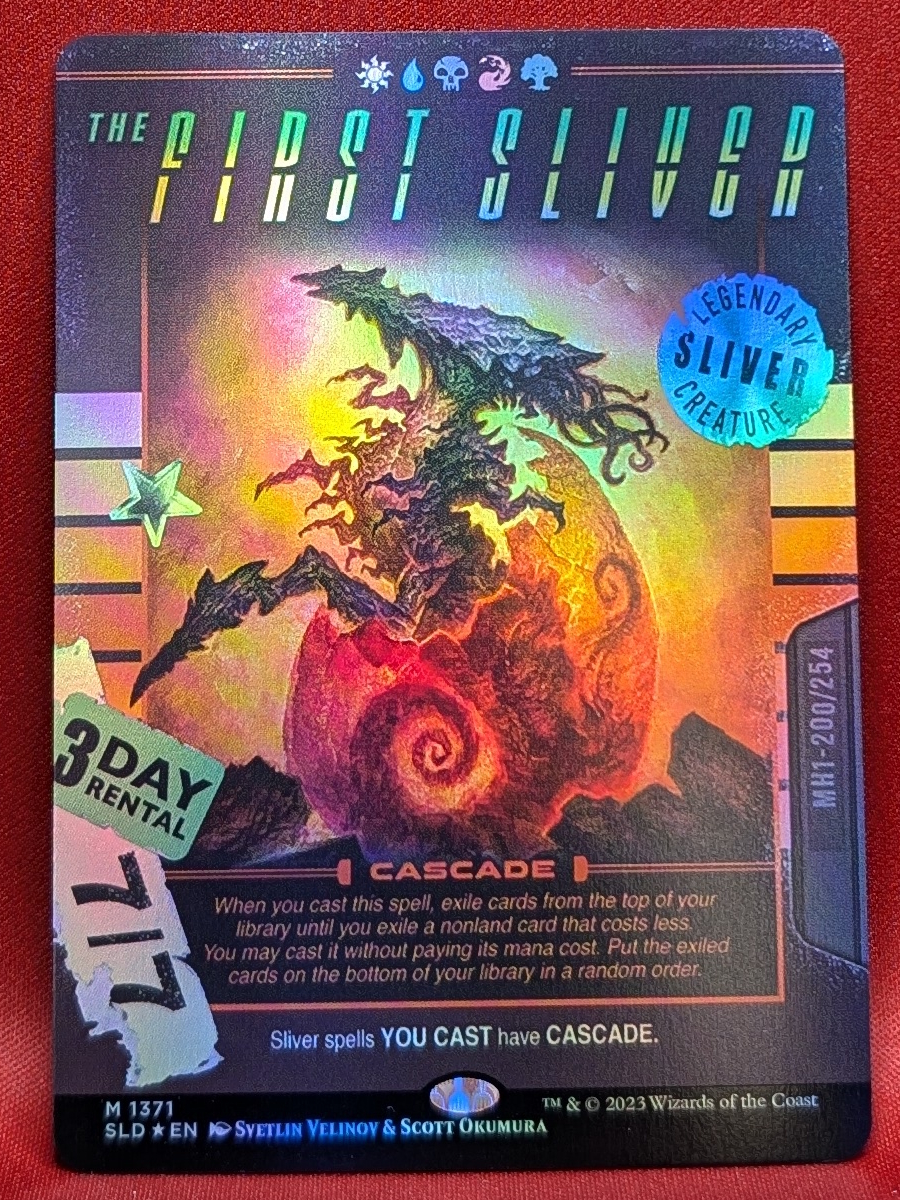 THE FIRST SLIVER
LEGENDARY
SLIVER
CREATURE
MH1-200/254
3 DAY
RENTAL
CASCADE
When you cast this spell, exile cards from the top of your
library until you exile a nonland card that costs less.
You may cast it without paying its mana cost. Put the exiled
cards on the bottom of your library in a random order.
717
Sliver spells YOU CAST have CASCADE.
M 1371
SLD ★ EN SVETLIN VELINOV & SCOTT OKUMURA
™ & © 2023 Wizards of the Coast